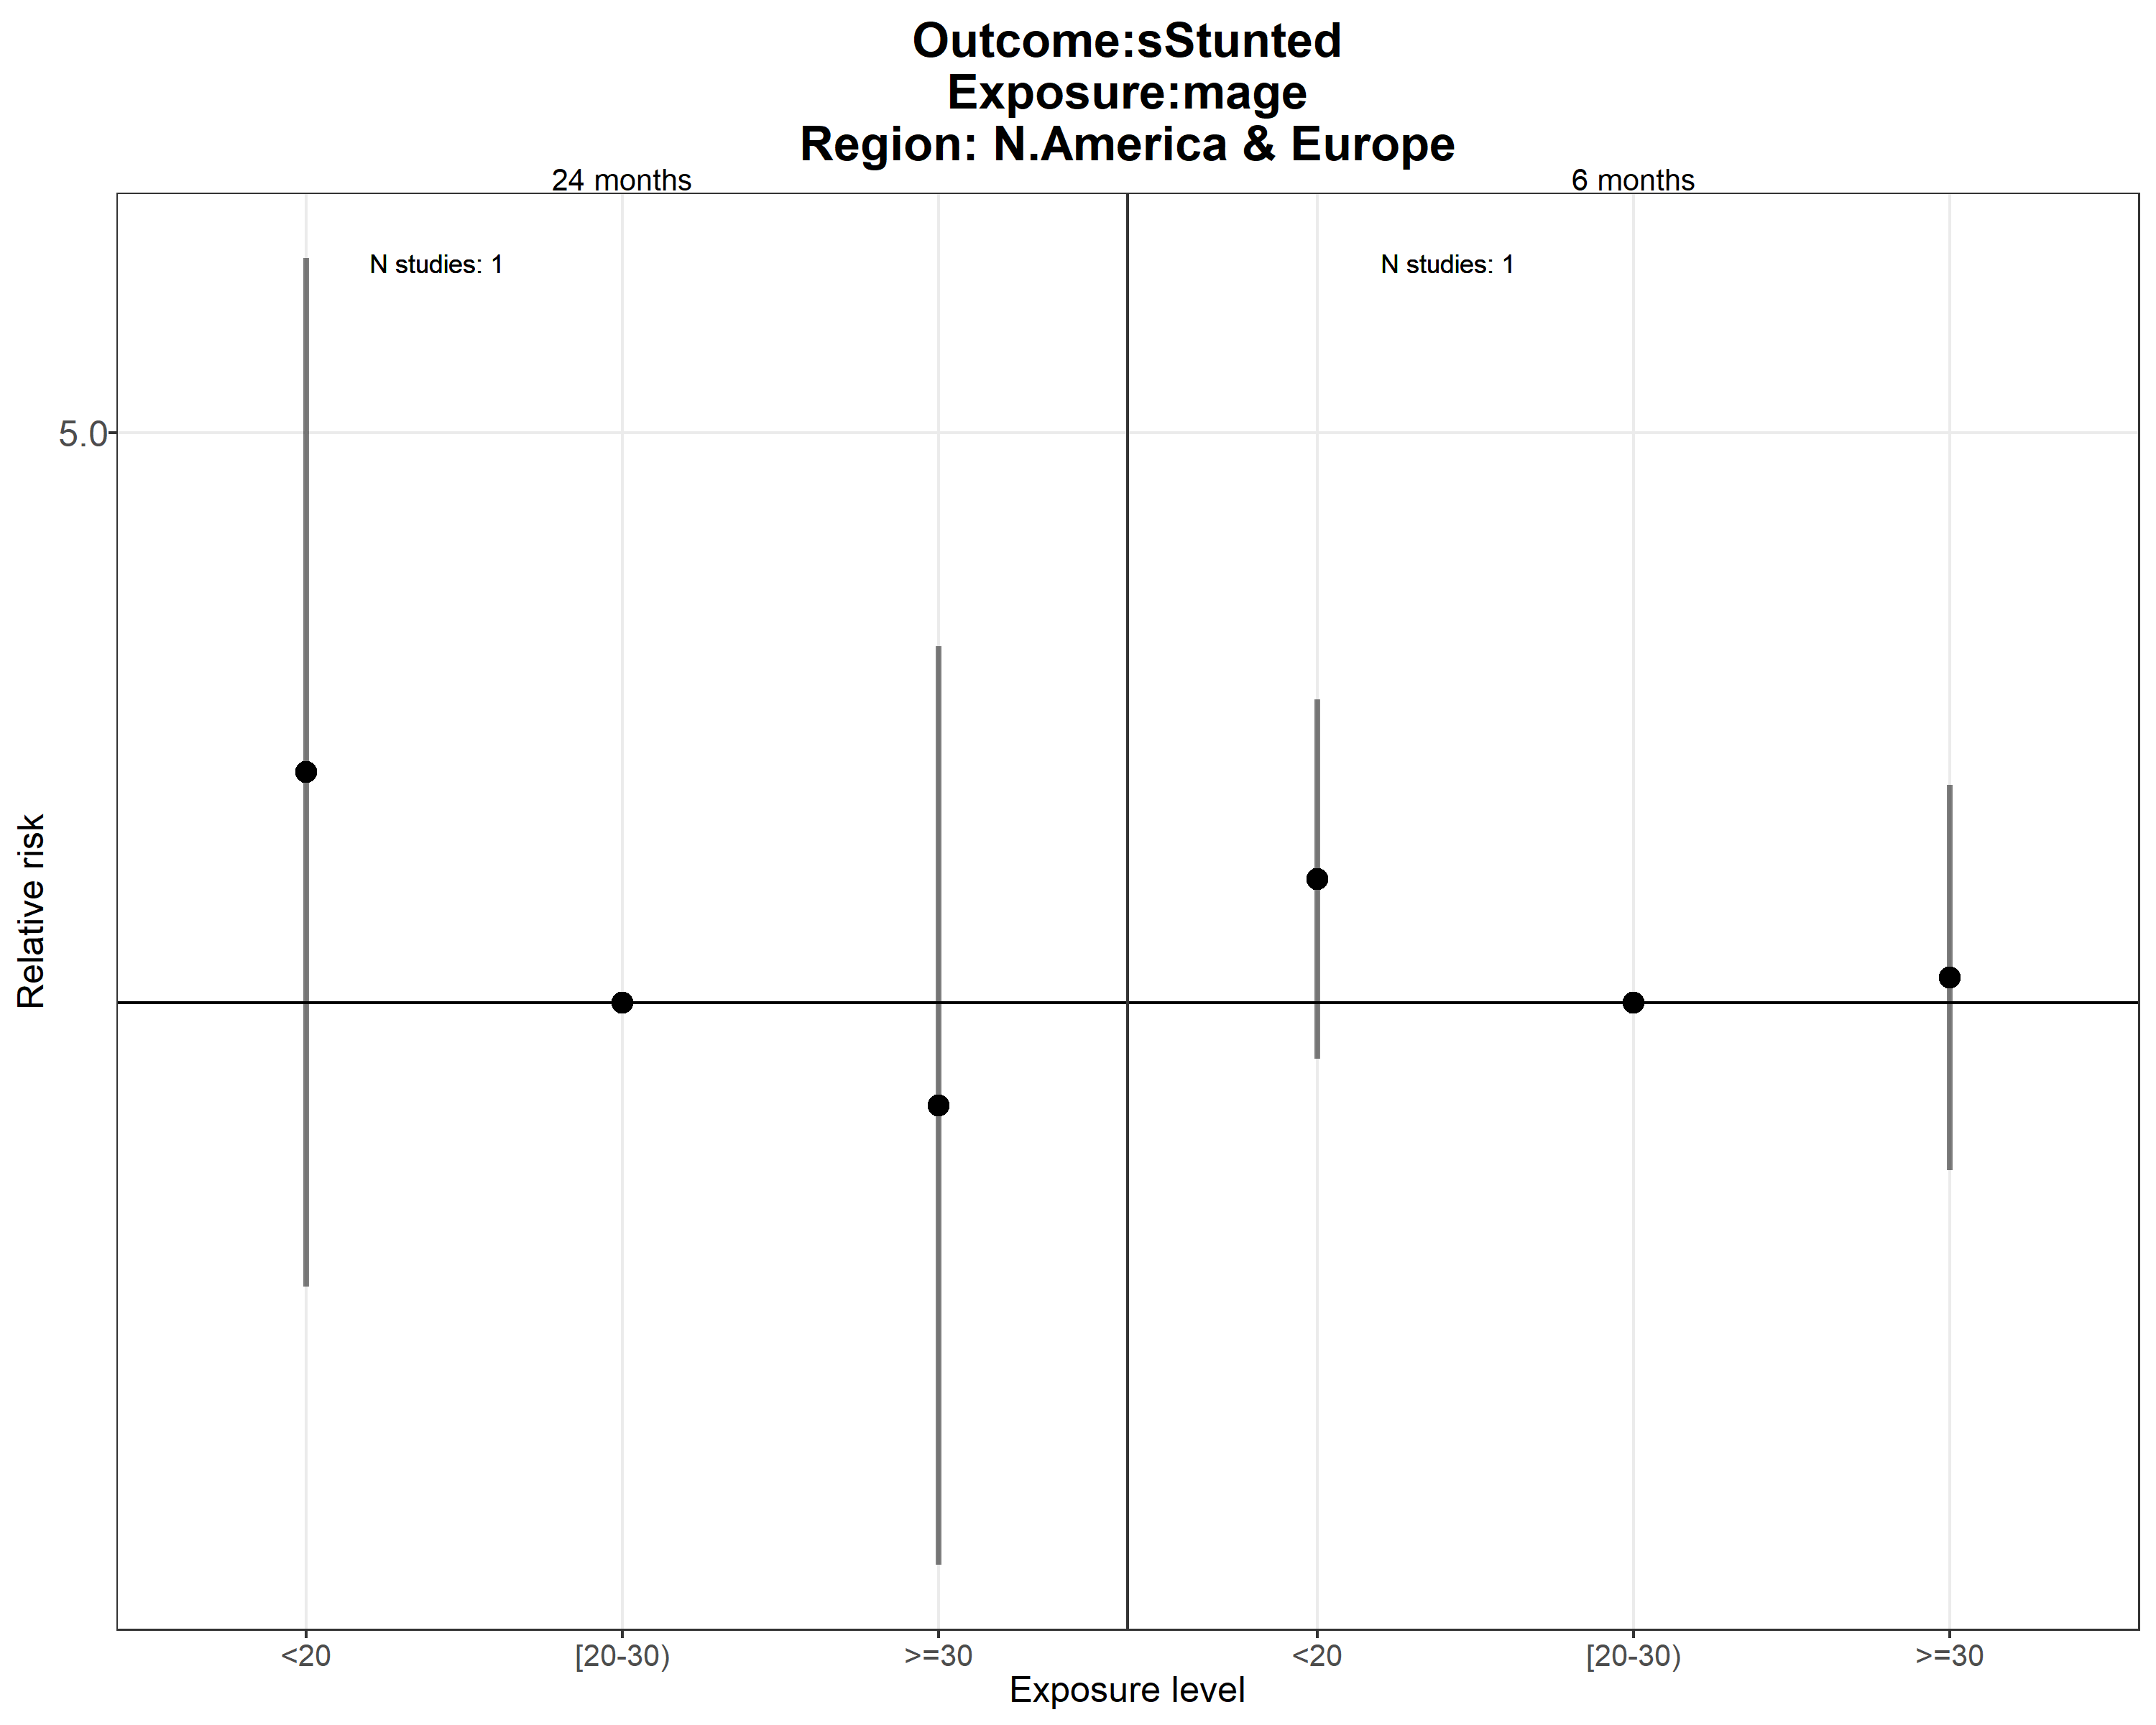 Outcome:sStunted
Exposure:mage
Region: N.America & Europe
24 months
6 months
N studies: 1
N studies: 1
5.0
Relative risk
<20
[20-30)
>=30
<20
[20-30)
>=30
Exposure level